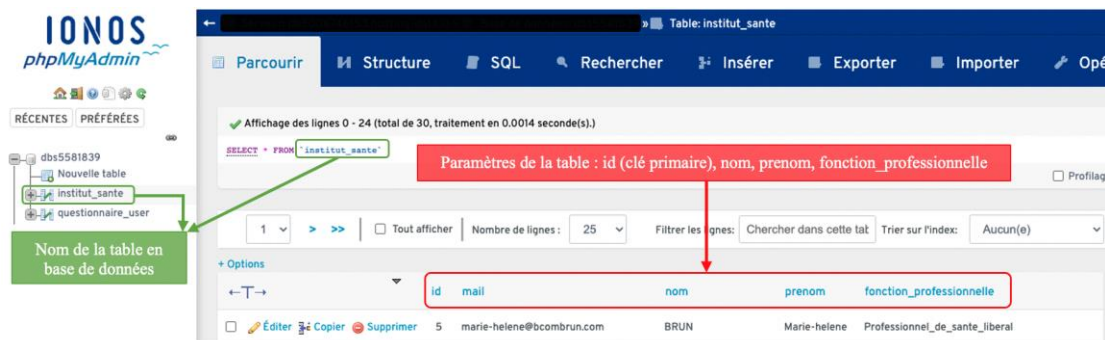 IONOS
phpMyAdmin
RÉCENTES PRÉFÉRÉES
dbs5581839
Nouvelle table
institut_sante
questionnaire_user
Nom de la table en
base de données
← » Table: institut_sante
Parcourir Structure SQL Rechercher Insérer Exporter Importer Opé
Affichage des lignes 0 - 24 (total de 30, traitement en 0.0014 seconde(s).)
SELECT * FROM `institut_sante`
Paramètres de la table : id (clé primaire), nom, prenom, fonction_professionnelle
Profilag
1 > >> Tout afficher Nombre de lignes : 25 Filtrer les lignes: Chercher dans cette tab Trier sur l'index: Aucun(e)
+ Options
←T→ id mail nom prenom fonction_professionnelle
Éditer Copier Supprimer 5 marie-helene@bcombrun.com BRUN Marie-helene Professionnel_de_sante_liberal